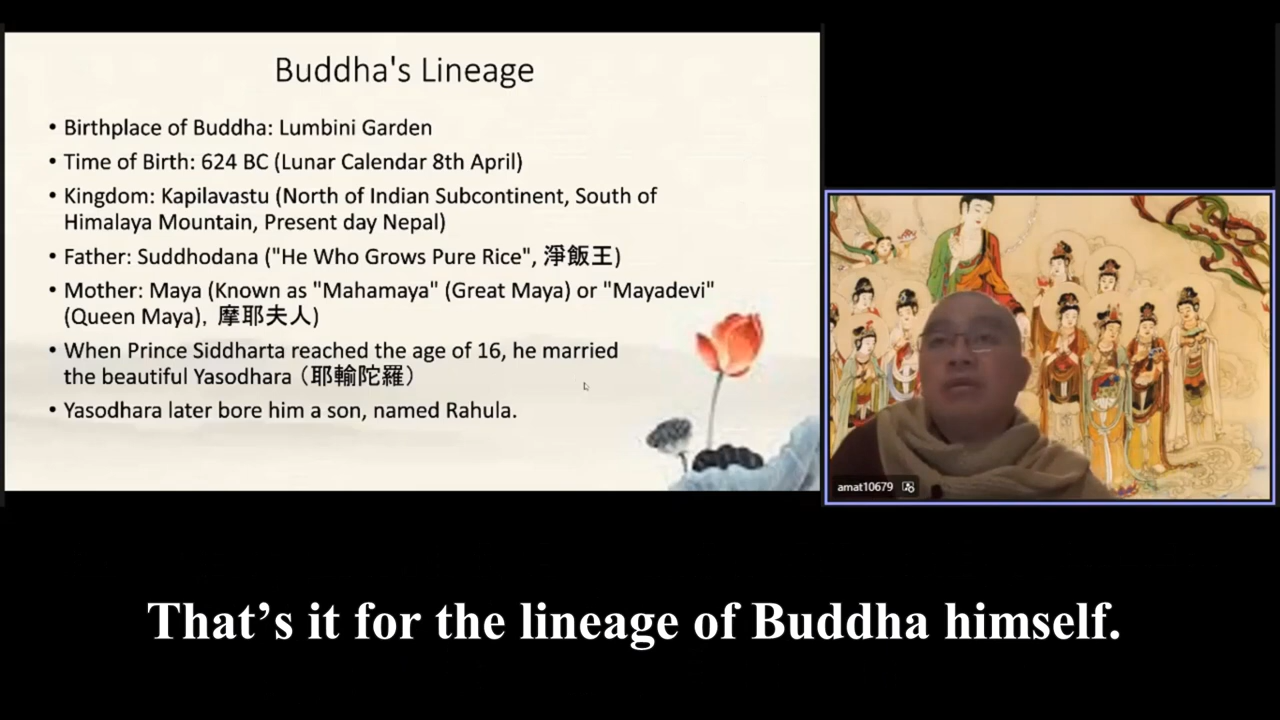 Buddha's Lineage
• Birthplace of Buddha: Lumbini Garden
• Time of Birth: 624 BC (Lunar Calendar 8th April)
• Kingdom: Kapilavastu (North of Indian Subcontinent, South of
Himalaya Mountain, Present day Nepal)
• Father: Suddhodana ("He Who Grows Pure Rice", 淨飯王)
• Mother: Maya (Known as "Mahamaya" (Great Maya) or "Mayadevi"
(Queen Maya), 摩耶夫人)
• When Prince Siddharta reached the age of 16, he married
the beautiful Yasodhara（耶輸陀羅）
• Yasodhara later bore him a son, named Rahula.
amat10679
That’s it for the lineage of Buddha himself.